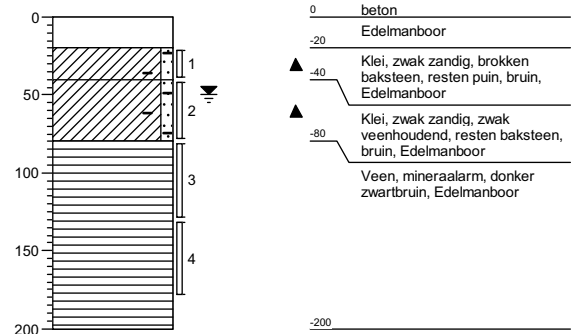 0
50
100
150
200
1
2
3
4
0
beton
Edelmanboor
-20
Klei, zwak zandig, brokken
baksteen, resten puin, bruin,
Edelmanboor
-40
Klei, zwak zandig, zwak
veenhoudend, resten baksteen,
bruin, Edelmanboor
-80
Veen, mineraalarm, donker
zwartbruin, Edelmanboor
-200